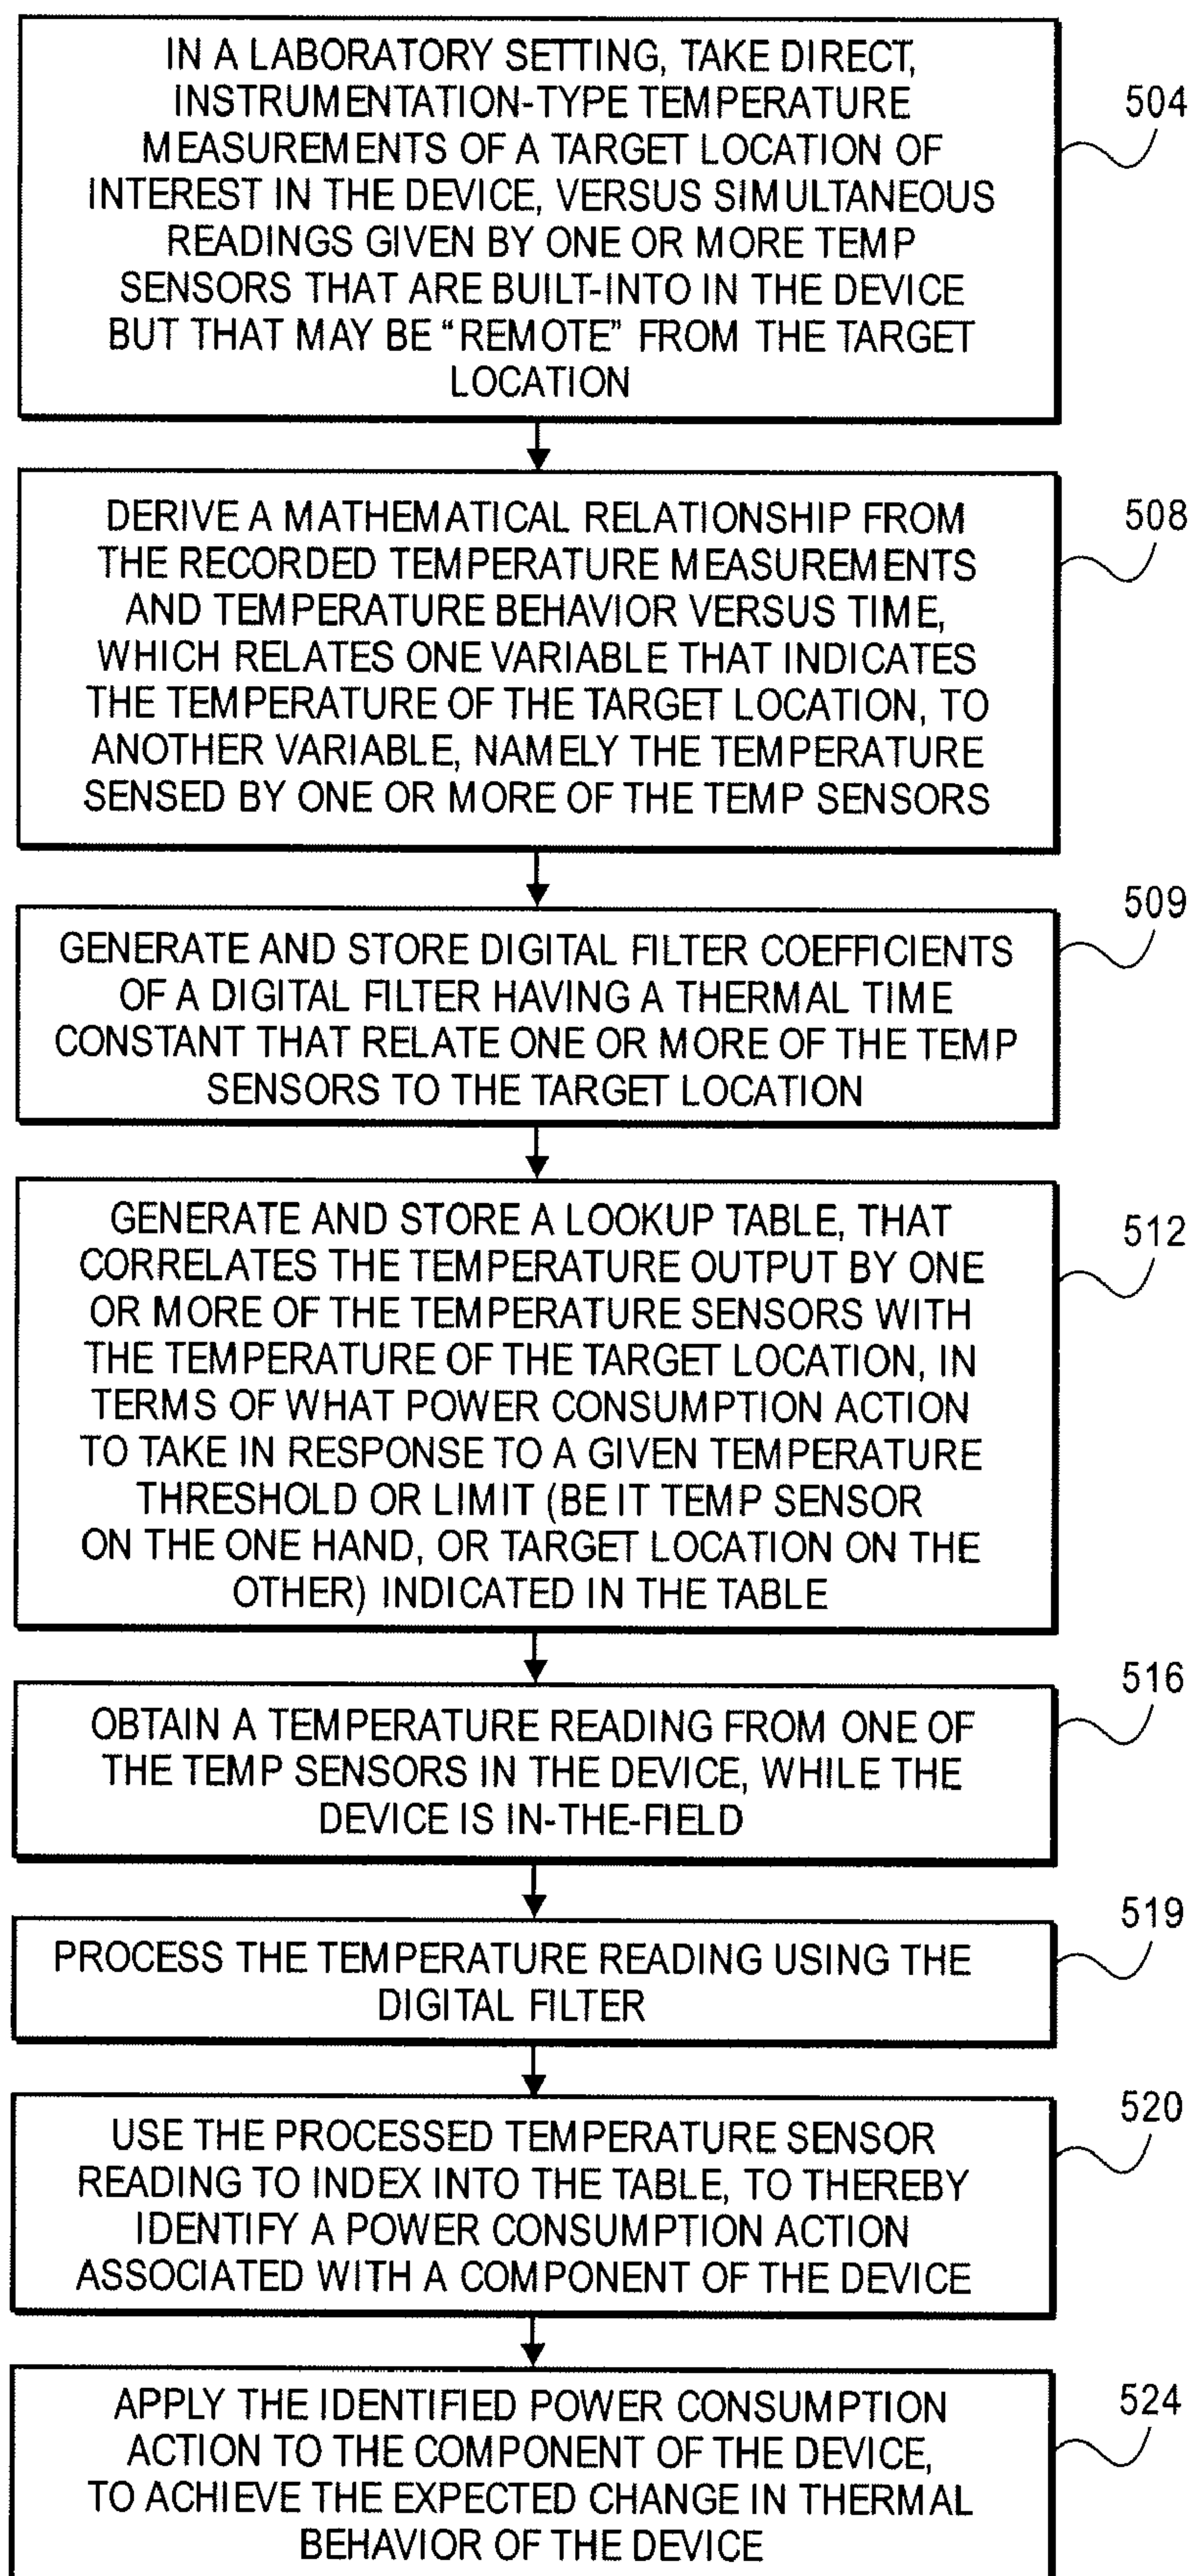 IN A LABORATORY SETTING, TAKE DIRECT,
INSTRUMENTATION-TYPE TEMPERATURE
MEASUREMENTS OF A TARGET LOCATION OF
INTEREST IN THE DEVICE, VERSUS SIMULTANEOUS
READINGS GIVEN BY ONE OR MORE TEMP
SENSORS THAT ARE BUILT-INTO IN THE DEVICE
BUT THAT MAY BE “REMOTE” FROM THE TARGET
LOCATION
504
DERIVE A MATHEMATICAL RELATIONSHIP FROM
THE RECORDED TEMPERATURE MEASUREMENTS
AND TEMPERATURE BEHAVIOR VERSUS TIME,
WHICH RELATES ONE VARIABLE THAT INDICATES
THE TEMPERATURE OF THE TARGET LOCATION, TO
ANOTHER VARIABLE, NAMELY THE TEMPERATURE
SENSED BY ONE OR MORE OF THE TEMP SENSORS
508
GENERATE AND STORE DIGITAL FILTER COEFFICIENTS
OF A DIGITAL FILTER HAVING A THERMAL TIME
CONSTANT THAT RELATE ONE OR MORE OF THE TEMP
SENSORS TO THE TARGET LOCATION
509
GENERATE AND STORE A LOOKUP TABLE, THAT
CORRELATES THE TEMPERATURE OUTPUT BY ONE
OR MORE OF THE TEMPERATURE SENSORS WITH
THE TEMPERATURE OF THE TARGET LOCATION, IN
TERMS OF WHAT POWER CONSUMPTION ACTION
TO TAKE IN RESPONSE TO A GIVEN TEMPERATURE
THRESHOLD OR LIMIT (BE IT TEMP SENSOR
ON THE ONE HAND, OR TARGET LOCATION ON THE
OTHER) INDICATED IN THE TABLE
512
OBTAIN A TEMPERATURE READING FROM ONE OF
THE TEMP SENSORS IN THE DEVICE, WHILE THE
DEVICE IS IN-THE-FIELD
516
PROCESS THE TEMPERATURE READING USING THE
DIGITAL FILTER
519
USE THE PROCESSED TEMPERATURE SENSOR
READING TO INDEX INTO THE TABLE, TO THEREBY
IDENTIFY A POWER CONSUMPTION ACTION
ASSOCIATED WITH A COMPONENT OF THE DEVICE
520
APPLY THE IDENTIFIED POWER CONSUMPTION
ACTION TO THE COMPONENT OF THE DEVICE,
TO ACHIEVE THE EXPECTED CHANGE IN THERMAL
BEHAVIOR OF THE DEVICE
524